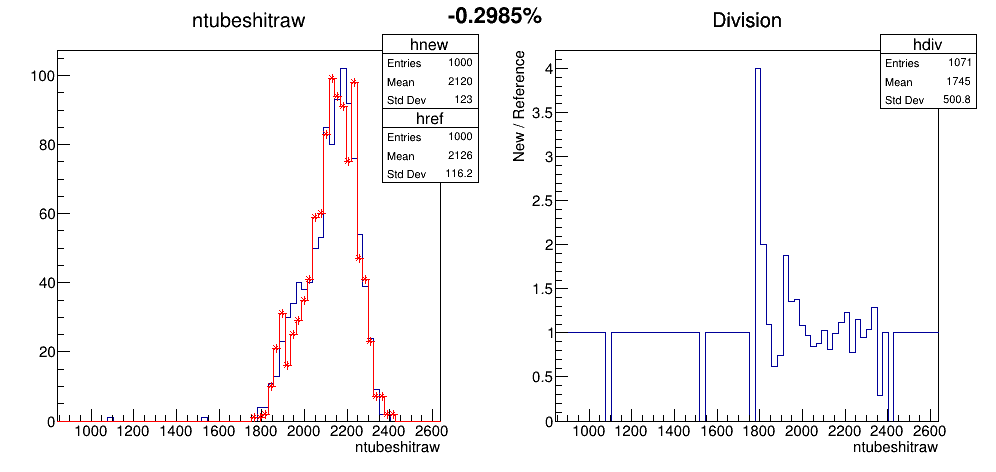 -0.2985%
ntubeshitraw
hnew
Entries 1000
Mean 2120
Std Dev 123
href
Entries 1000
Mean 2126
Std Dev 116.2
100
80
60
40
20
0
1000 1200 1400 1600 1800 2000 2200 2400 2600
ntubeshitraw
Division
hdiv
Entries 1071
Mean 1745
Std Dev 500.8
New / Reference
4
3.5
3
2.5
2
1.5
1
0.5
0
1000 1200 1400 1600 1800 2000 2200 2400 2600
ntubeshitraw